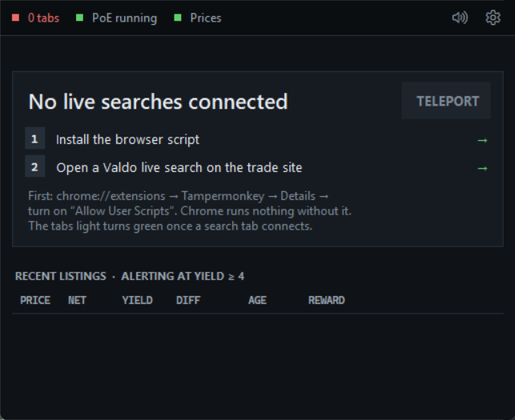 0 tabs PoE running Prices
No live searches connected TELEPORT
1 Install the browser script →
2 Open a Valdo live search on the trade site →
First: chrome://extensions → Tampermonkey → Details →
turn on “Allow User Scripts”. Chrome runs nothing without it.
The tabs light turns green once a search tab connects.
RECENT LISTINGS · ALERTING AT YIELD ≥ 4
PRICE NET YIELD DIFF AGE REWARD